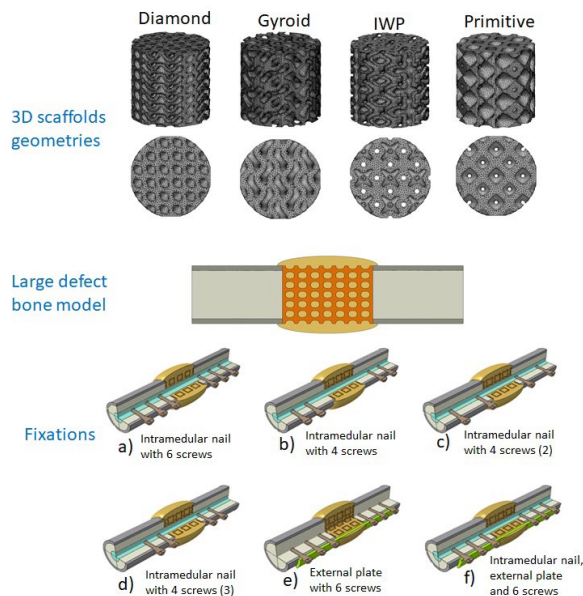 Diamond
Gyroid
IWP
Primitive
3D scaffolds
geometries
Large defect
bone model
Fixations
a) Intramedular nail
with 6 screws
b) Intramedular nail
with 4 screws
c) Intramedular nail
with 4 screws (2)
d) Intramedular nail
with 4 screws (3)
e) External plate
with 6 screws
f) Intramedular nail,
external plate
and 6 screws